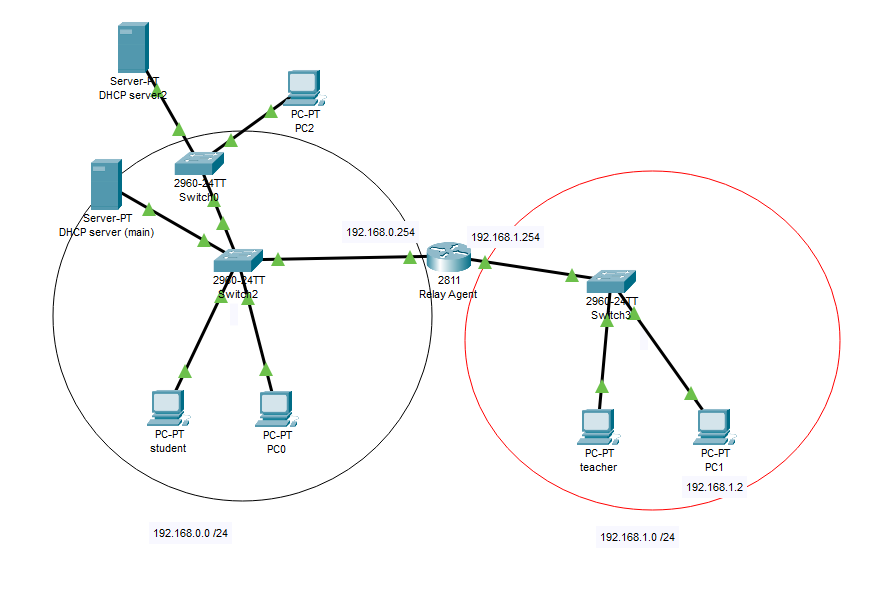 Server-PT
DHCP server2
PC-PT
PC2
2960-24TT
Switch0
Server-PT
DHCP server (main)
192.168.0.254
192.168.1.254
2960-24TT
Switch2
2811
Relay Agent
2960-24TT
Switch3
PC-PT
student
PC-PT
PC0
PC-PT
teacher
PC-PT
PC1
192.168.1.2
192.168.0.0 /24
192.168.1.0 /24